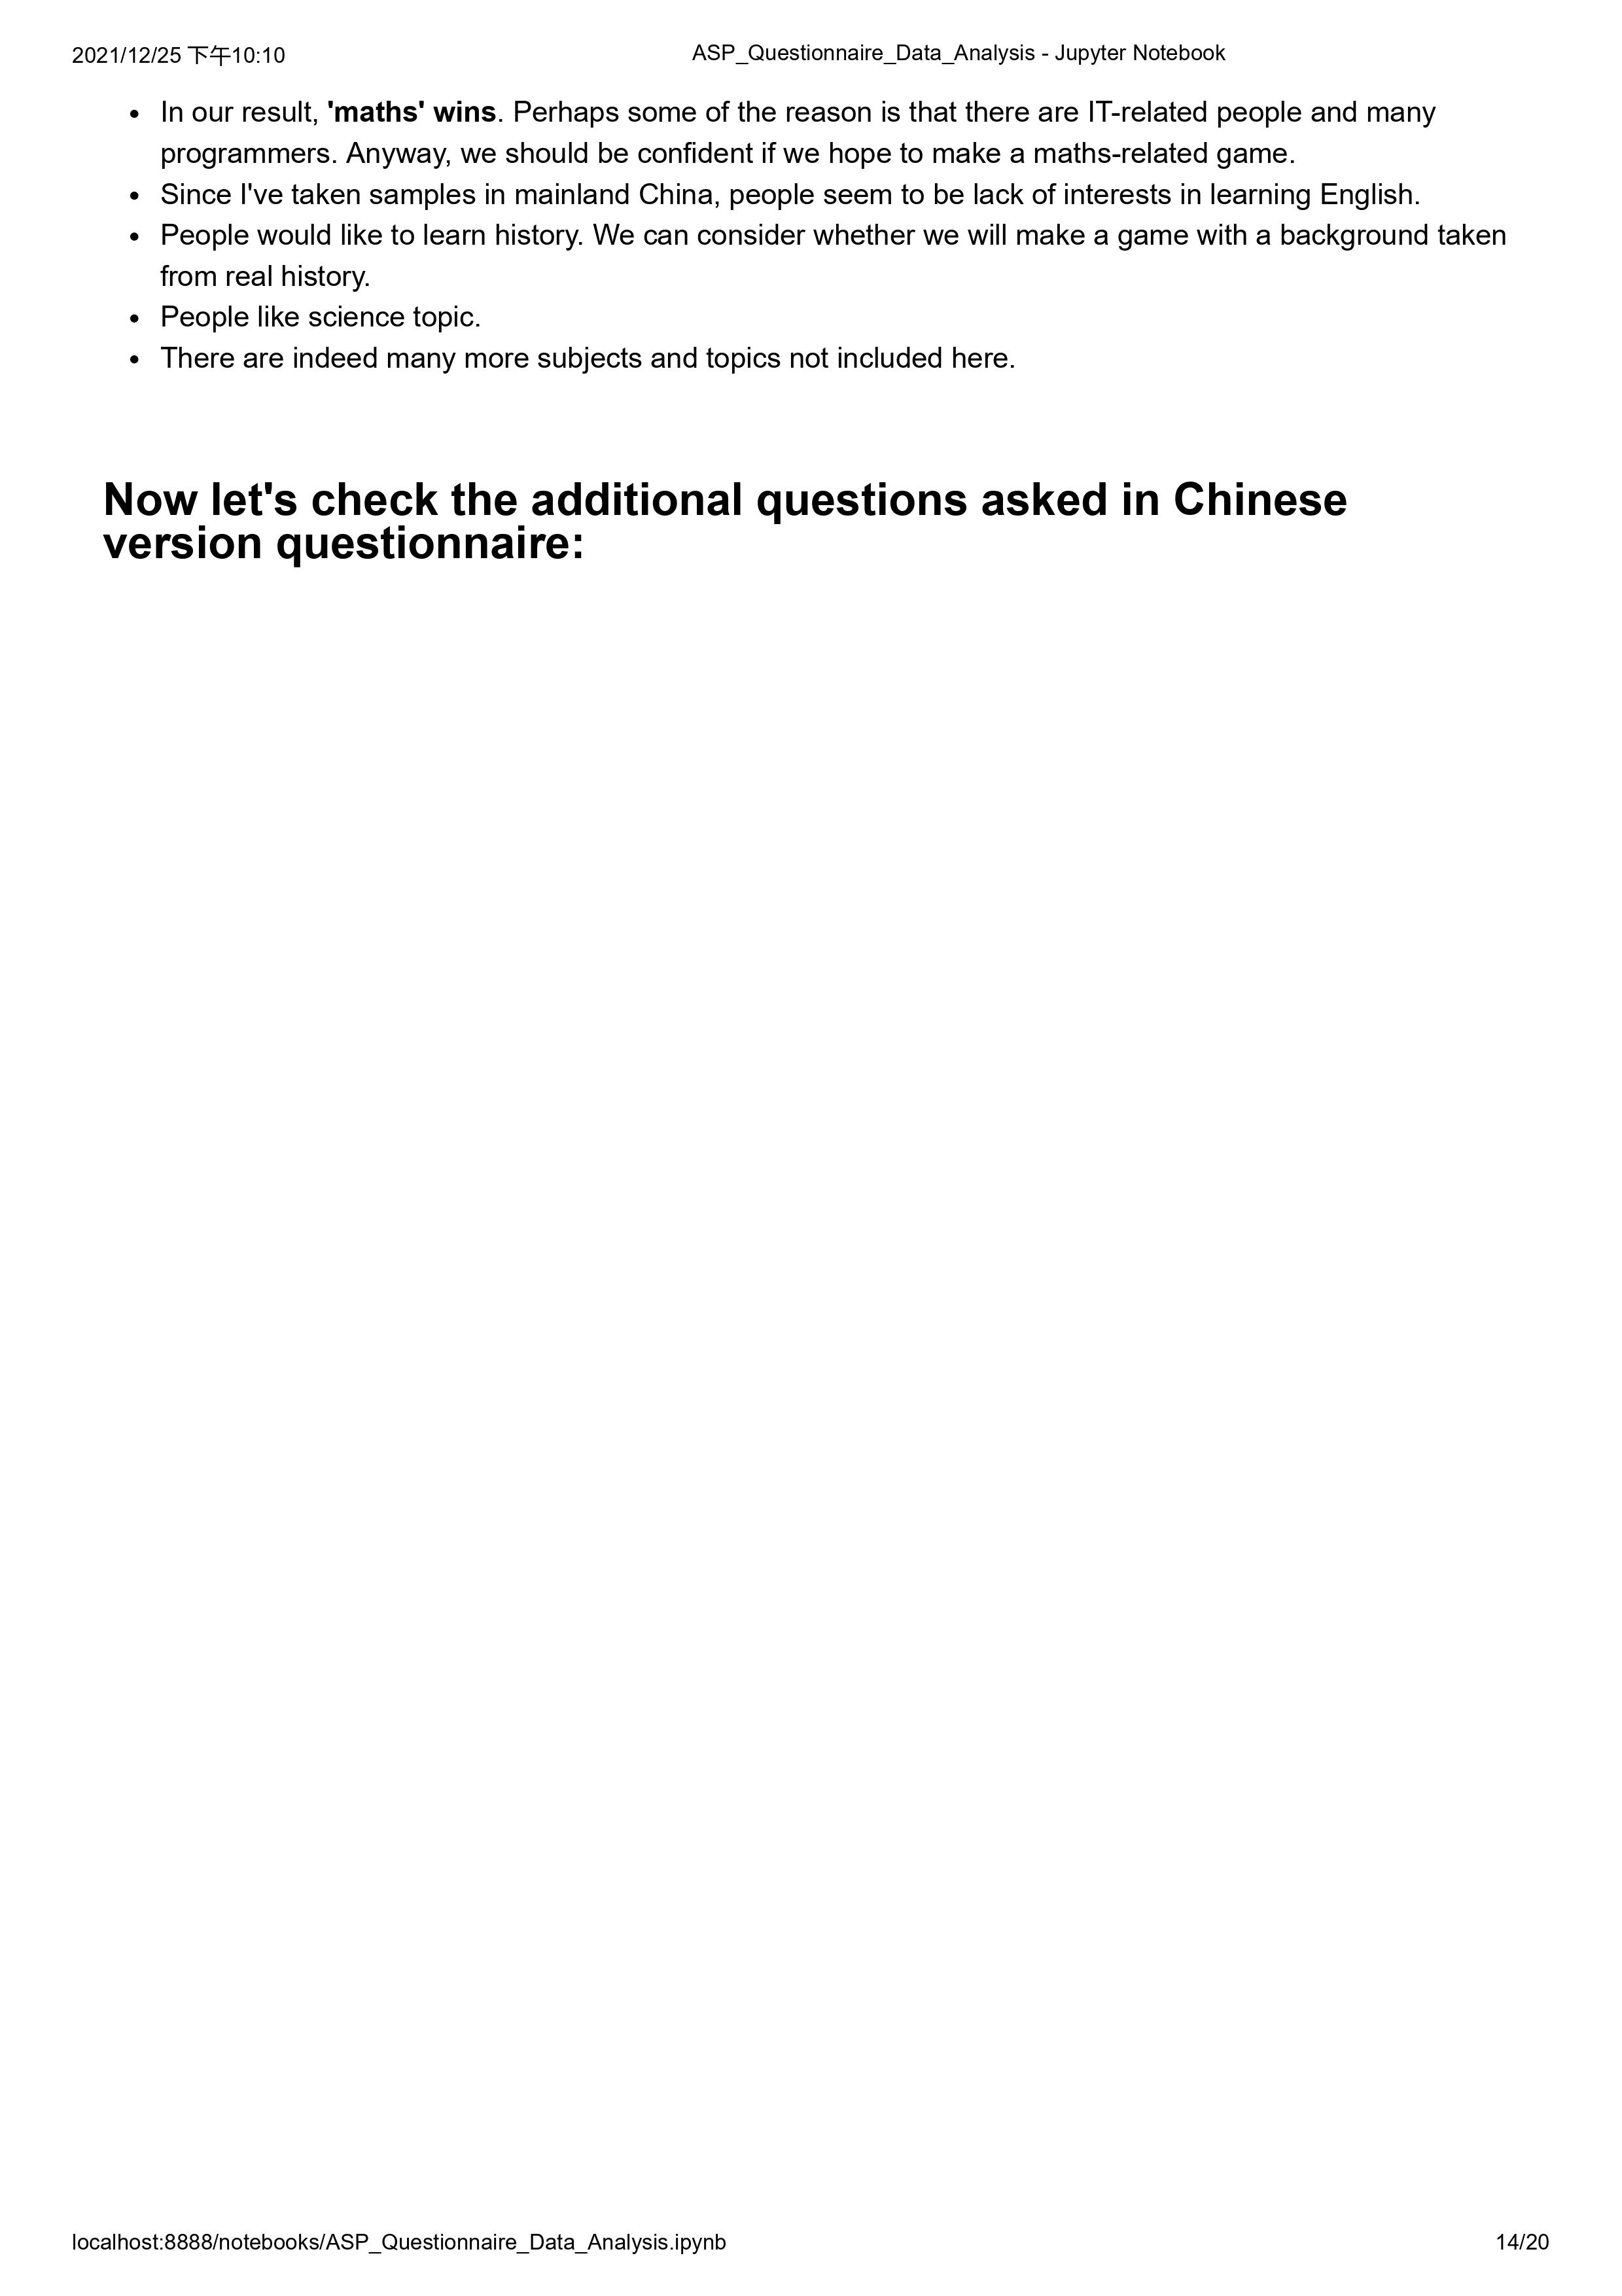 2021/12/25 下午10:10
ASP_Questionnaire_Data_Analysis - Jupyter Notebook
• In our result, 'maths' wins. Perhaps some of the reason is that there are IT-related people and many
programmers. Anyway, we should be confident if we hope to make a maths-related game.
• Since I've taken samples in mainland China, people seem to be lack of interests in learning English.
• People would like to learn history. We can consider whether we will make a game with a background taken
from real history.
• People like science topic.
• There are indeed many more subjects and topics not included here.
Now let's check the additional questions asked in Chinese
version questionnaire:
localhost:8888/notebooks/ASP_Questionnaire_Data_Analysis.ipynb
14/20